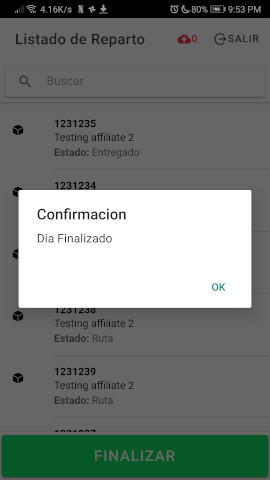 4.16K/s 80% 9:53 PM
Listado de Reparto 0 SALIR
Buscar
1231235
Testing affiliate 2
Estado: Entregado
1231234
Confirmacion
Dia Finalizado
OK
1231238
Testing affiliate 2
Estado: Ruta
1231239
Testing affiliate 2
Estado: Ruta
1231237
FINALIZAR